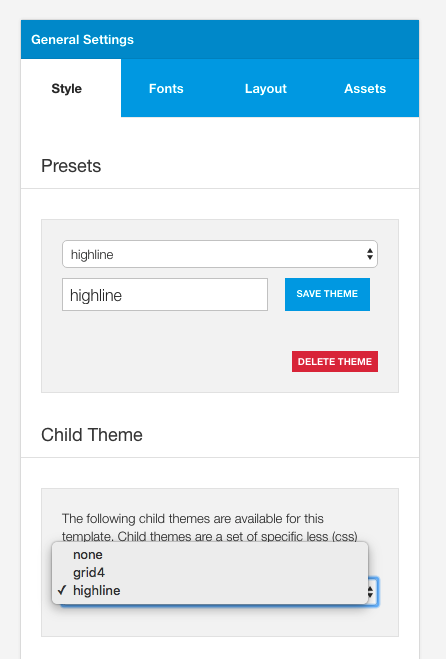 General Settings
Style Fonts Layout Assets
Presets
highline
highline SAVE THEME
DELETE THEME
Child Theme
The following child themes are available for this
template. Child themes are a set of specific less (css)
none
grid4
✓ highline